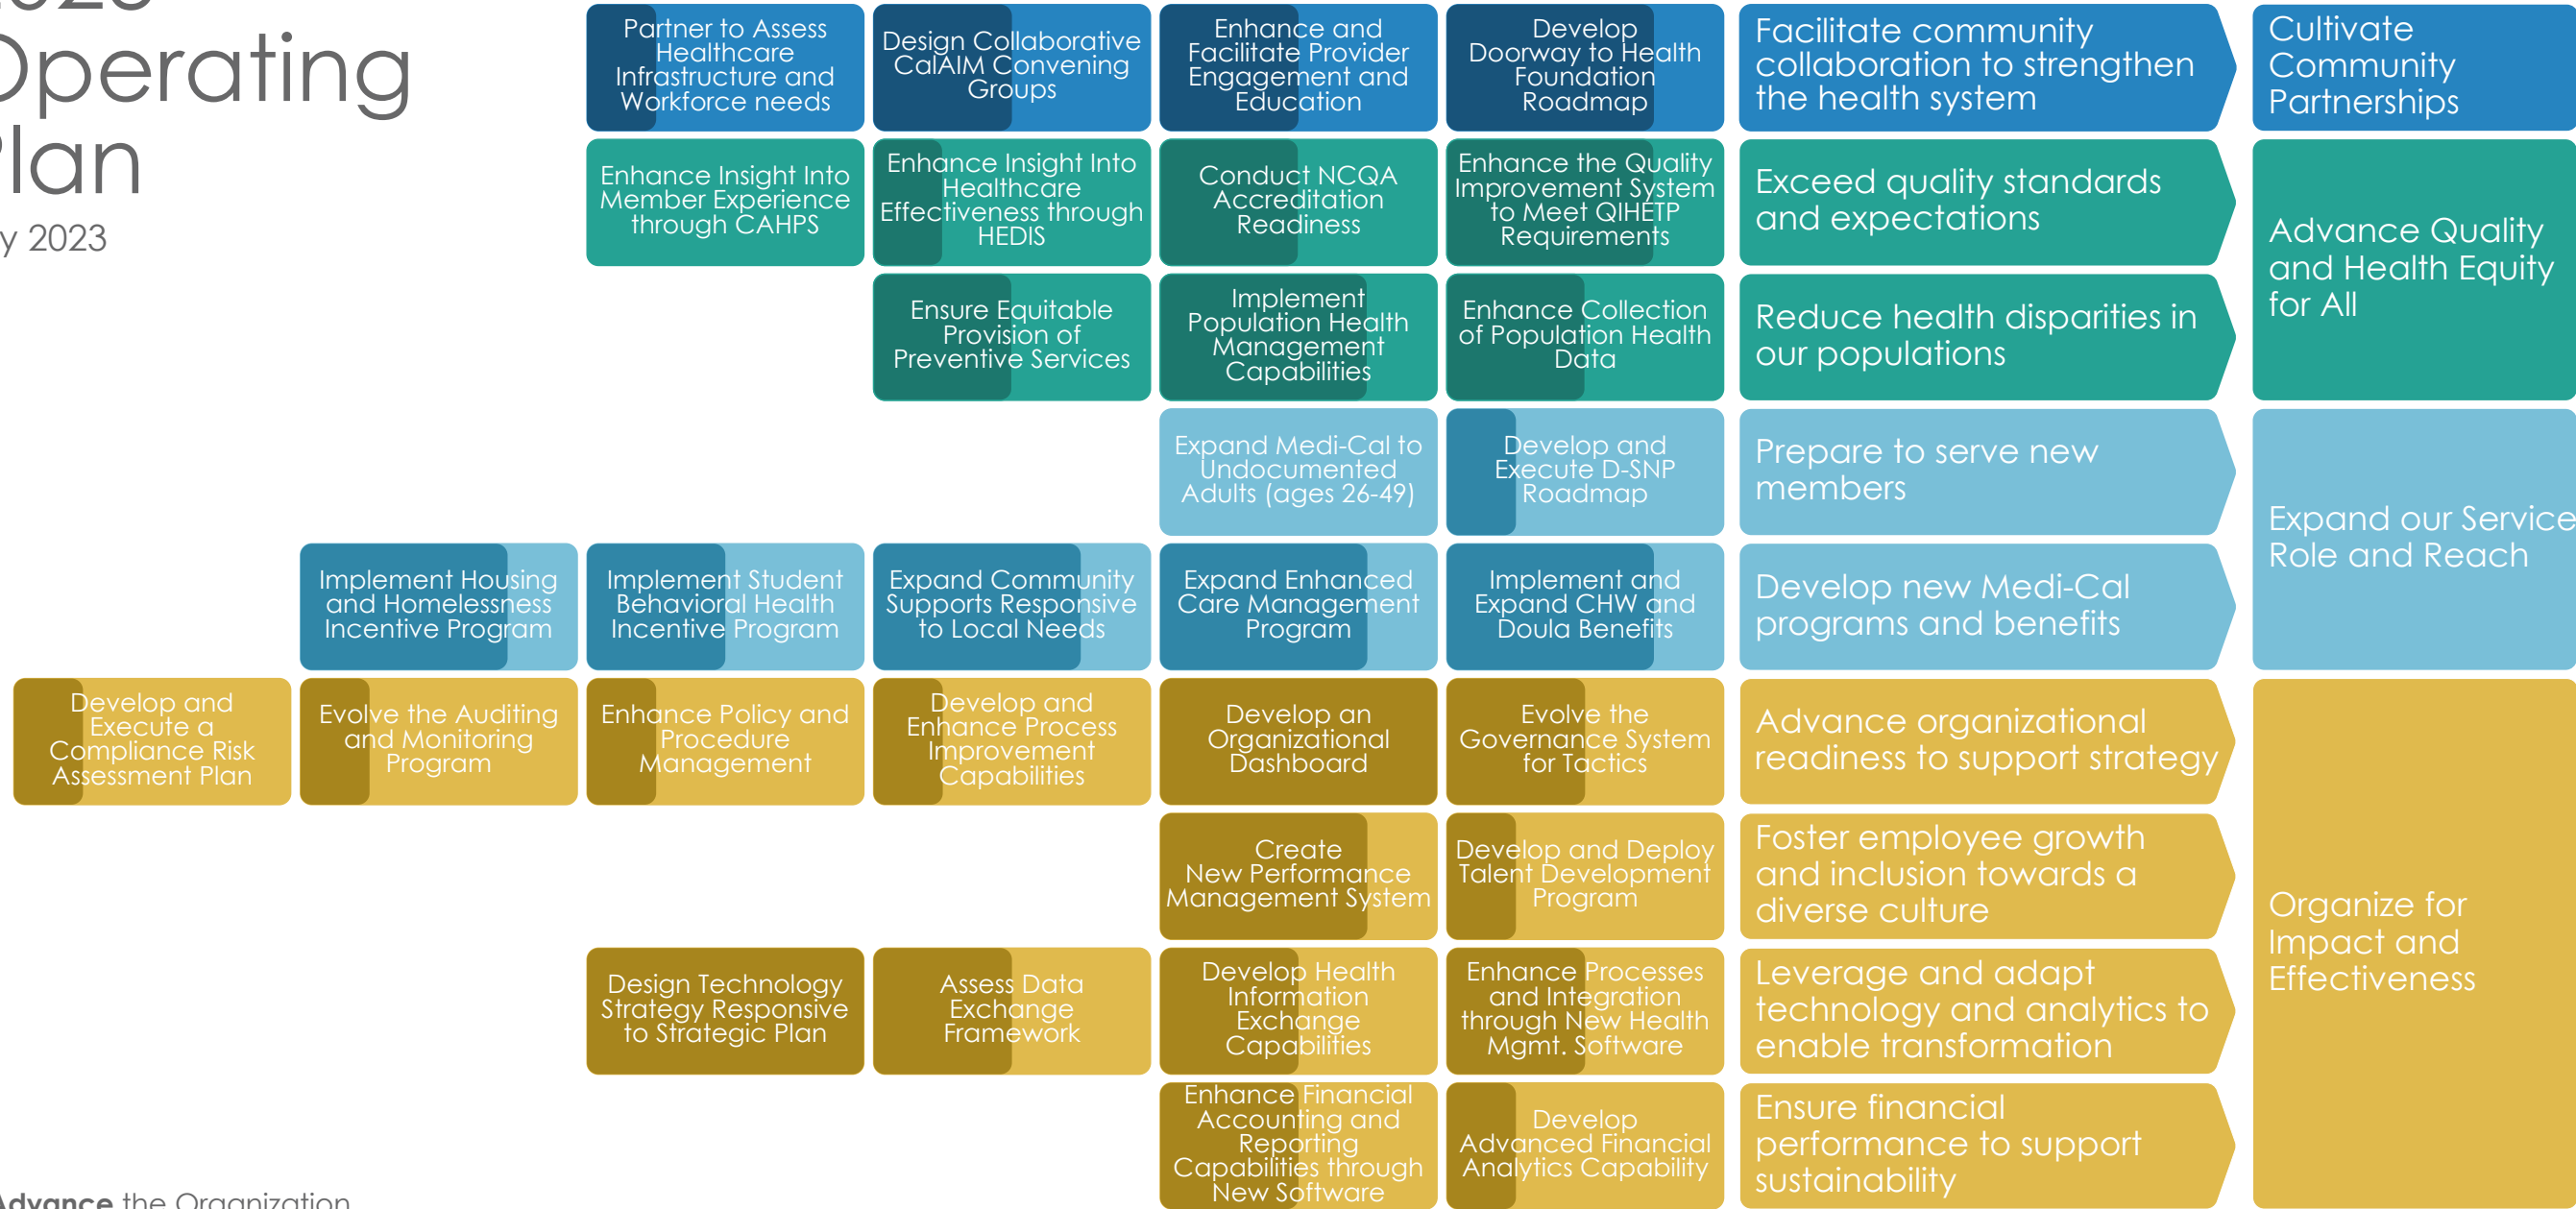 Operating
Plan
2023
Partner to Assess
Healthcare
Infrastructure and
Workforce needs
Design Collaborative
CalAIM Convening
Groups
Enhance and
Facilitate Provider
Engagement and
Education
Develop
Doorway to Health
Foundation
Roadmap
Facilitate community
collaboration to strengthen
the health system
Cultivate
Community
Partnerships
Enhance Insight Into
Member Experience
through CAHPS
Enhance Insight Into
Healthcare
Effectiveness through
HEDIS
Conduct NCQA
Accreditation
Readiness
Enhance the Quality
Improvement System
to Meet QIHETP
Requirements
Exceed quality standards
and expectations
Advance Quality
and Health Equity
for All
Ensure Equitable
Provision of
Preventive Services
Implement
Population Health
Management
Capabilities
Enhance Collection
of Population Health
Data
Reduce health disparities in
our populations
Expand Medi-Cal to
Undocumented
Adults (ages 26-49)
Develop and
Execute D-SNP
Roadmap
Prepare to serve new
members
Expand our Service
Role and Reach
Implement Housing
and Homelessness
Incentive Program
Implement Student
Behavioral Health
Incentive Program
Expand Community
Supports Responsive
to Local Needs
Expand Enhanced
Care Management
Program
Implement and
Expand CHW and
Doula Benefits
Develop new Medi-Cal
programs and benefits
Develop and
Execute a
Compliance Risk
Assessment Plan
Evolve the Auditing
and Monitoring
Program
Enhance Policy and
Procedure
Management
Develop and
Enhance Process
Improvement
Capabilities
Develop an
Organizational
Dashboard
Evolve the
Governance System
for Tactics
Advance organizational
readiness to support strategy
Organize for
Impact and
Effectiveness
Create
New Performance
Management System
Develop and Deploy
Talent Development
Program
Foster employee growth
and inclusion towards a
diverse culture
Design Technology
Strategy Responsive
to Strategic Plan
Assess Data
Exchange
Framework
Develop Health
Information
Exchange
Capabilities
Enhance Processes
and Integration
through New Health
Mgmt. Software
Leverage and adapt
technology and analytics to
enable transformation
Enhance Financial
Accounting and
Reporting
Capabilities through
New Software
Develop
Advanced Financial
Analytics Capability
Ensure financial
performance to support
sustainability
Advance the Organization